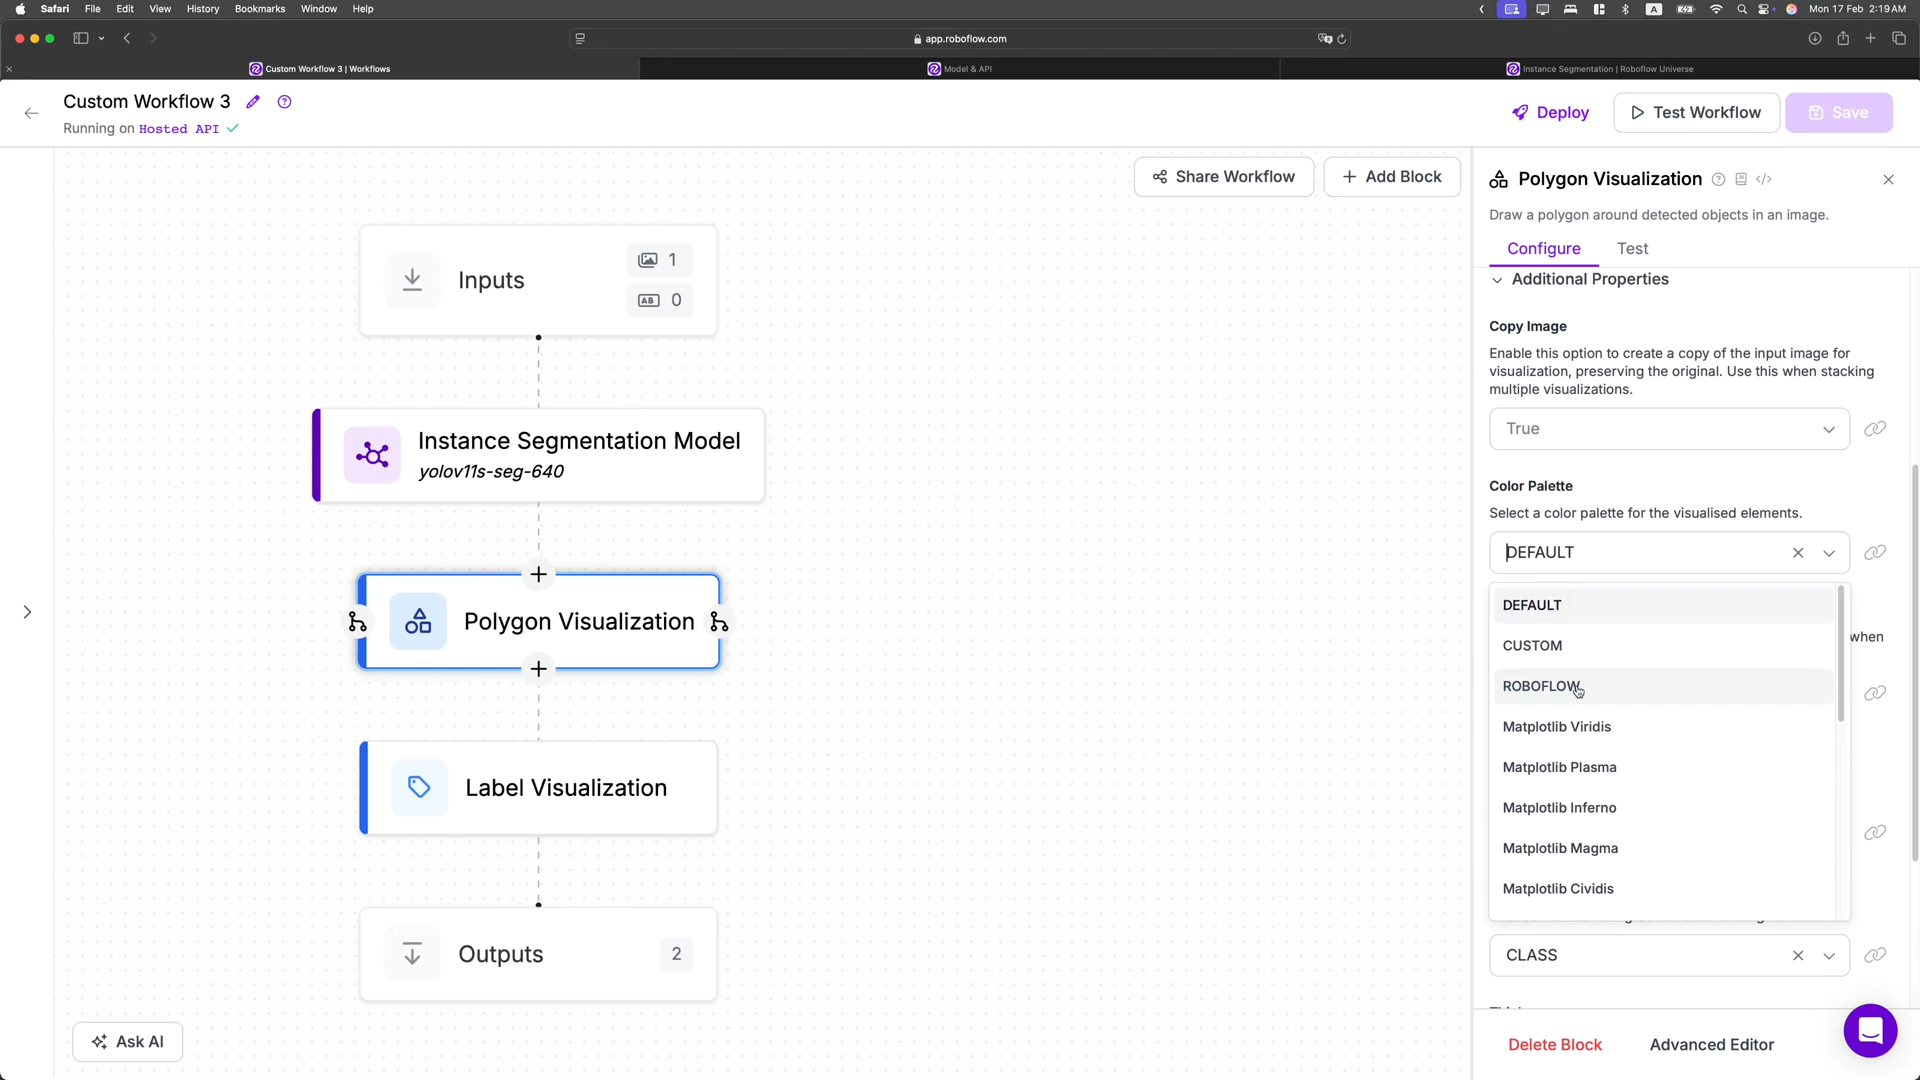 Safari File Edit View History Bookmarks Window Help
A
Mon 17 Feb 2:19 AM
app.roboflow.com
Custom Workflow 3 | Workflows
Model & API
Instance Segmentation | Roboflow Universe
Custom Workflow 3
Running on Hosted API
Deploy
Test Workflow
Save
Share Workflow
Add Block
Inputs
1
AB 0
Instance Segmentation Model
yolov11s-seg-640
Polygon Visualization
Label Visualization
Outputs
2
Ask AI
Polygon Visualization
Draw a polygon around detected objects in an image.
Configure
Test
Additional Properties
Copy Image
Enable this option to create a copy of the input image for
visualization, preserving the original. Use this when stacking
multiple visualizations.
True
Color Palette
Select a color palette for the visualised elements.
DEFAULT
DEFAULT
CUSTOM
when
ROBOFLOW
Matplotlib Viridis
Matplotlib Plasma
Matplotlib Inferno
Matplotlib Magma
Matplotlib Cividis
CLASS
Delete Block
Advanced Editor